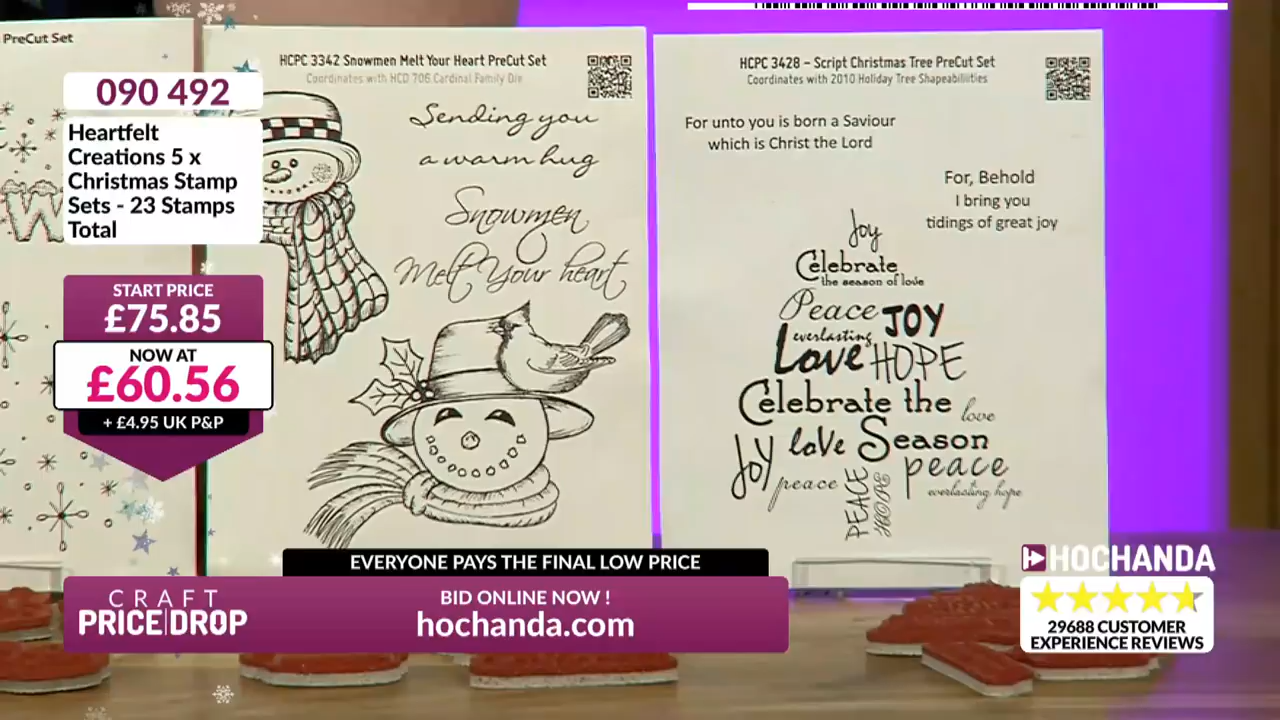 PreCut Set
W
090 492
Heartfelt
Creations 5 x
Christmas Stamp
Sets - 23 Stamps
Total
START PRICE
£75.85
NOW AT
£60.56
+ £4.95 UK P&P
HCPC 3342 Snowmen Melt Your Heart PreCut Set
Coordinates with HCD 706 Cardinal Family Die
Sending you
a warm hug
Snowmen
Melt Your heart
HCPC 3428 – Script Christmas Tree PreCut Set
Coordinates with 2010 Holiday Tree Shapeabilities
For unto you is born a Saviour
which is Christ the Lord
For, Behold
I bring you
tidings of great joy
Joy
Celebrate
the season of love
Peace JOY
everlasting
Love HOPE
Celebrate the love
Joy love Season
peace peace
PEACE HOPE everlasting hope
EVERYONE PAYS THE FINAL LOW PRICE
CRAFT
PRICE DROP
BID ONLINE NOW !
hochanda.com
HOCHANDA
29688 CUSTOMER
EXPERIENCE REVIEWS